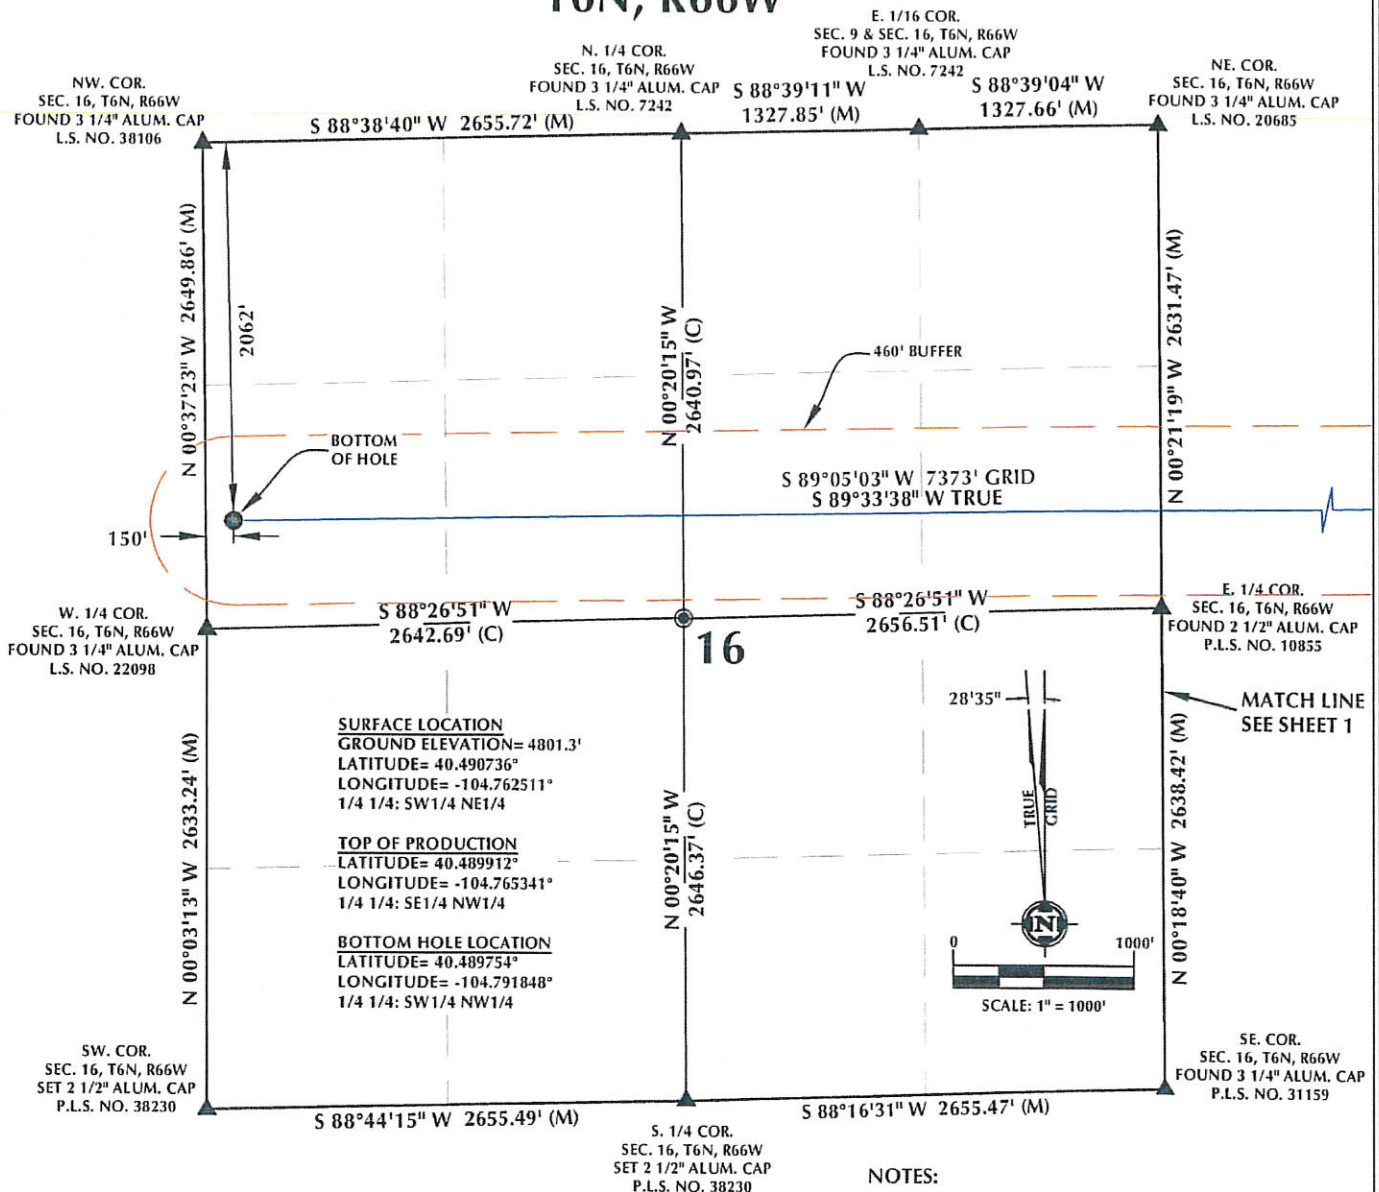 T6N, R66W
E. 1/16 COR.
SEC. 9 & SEC. 16, T6N, R66W
FOUND 3 1/4" ALUM. CAP
L.S. NO. 7242
N. 1/4 COR.
SEC. 16, T6N, R66W
FOUND 3 1/4" ALUM. CAP
L.S. NO. 7242
NW. COR.
SEC. 16, T6N, R66W
FOUND 3 1/4" ALUM. CAP
L.S. NO. 38106
NE. COR.
SEC. 16, T6N, R66W
FOUND 3 1/4" ALUM. CAP
L.S. NO. 20685
S 88°38'40" W 2655.72' (M)
S 88°39'11" W
1327.85' (M)
S 88°39'04" W
1327.66' (M)
N 00°37'23" W 2649.86' (M)
2062'
N 00°20'15" W
2640.97' (C)
N 00°21'19" W 2631.47' (M)
460' BUFFER
BOTTOM
OF HOLE
S 89°05'03" W 7373' GRID
S 89°33'38" W TRUE
150'
W. 1/4 COR.
SEC. 16, T6N, R66W
FOUND 3 1/4" ALUM. CAP
L.S. NO. 22098
S 88°26'51" W
2642.69' (C)
S 88°26'51" W
2656.51' (C)
E. 1/4 COR.
SEC. 16, T6N, R66W
FOUND 2 1/2" ALUM. CAP
P.L.S. NO. 10855
16
MATCH LINE
SEE SHEET 1
28'35"
TRUE
GRID
N
0 1000'
SCALE: 1" = 1000'
SURFACE LOCATION
GROUND ELEVATION= 4801.3'
LATITUDE= 40.490736°
LONGITUDE= -104.762511°
1/4 1/4: SW1/4 NE1/4
TOP OF PRODUCTION
LATITUDE= 40.489912°
LONGITUDE= -104.765341°
1/4 1/4: SE1/4 NW1/4
BOTTOM HOLE LOCATION
LATITUDE= 40.489754°
LONGITUDE= -104.791848°
1/4 1/4: SW1/4 NW1/4
N 00°03'13" W 2633.24' (M)
N 00°20'15" W
2646.37' (C)
N 00°18'40" W 2638.42' (M)
SW. COR.
SEC. 16, T6N, R66W
SET 2 1/2" ALUM. CAP
P.L.S. NO. 38230
SE. COR.
SEC. 16, T6N, R66W
FOUND 3 1/4" ALUM. CAP
P.L.S. NO. 31159
S 88°44'15" W 2655.49' (M)
S 88°16'31" W 2655.47' (M)
S. 1/4 COR.
SEC. 16, T6N, R66W
SET 2 1/2" ALUM. CAP
P.L.S. NO. 38230
NOTES: